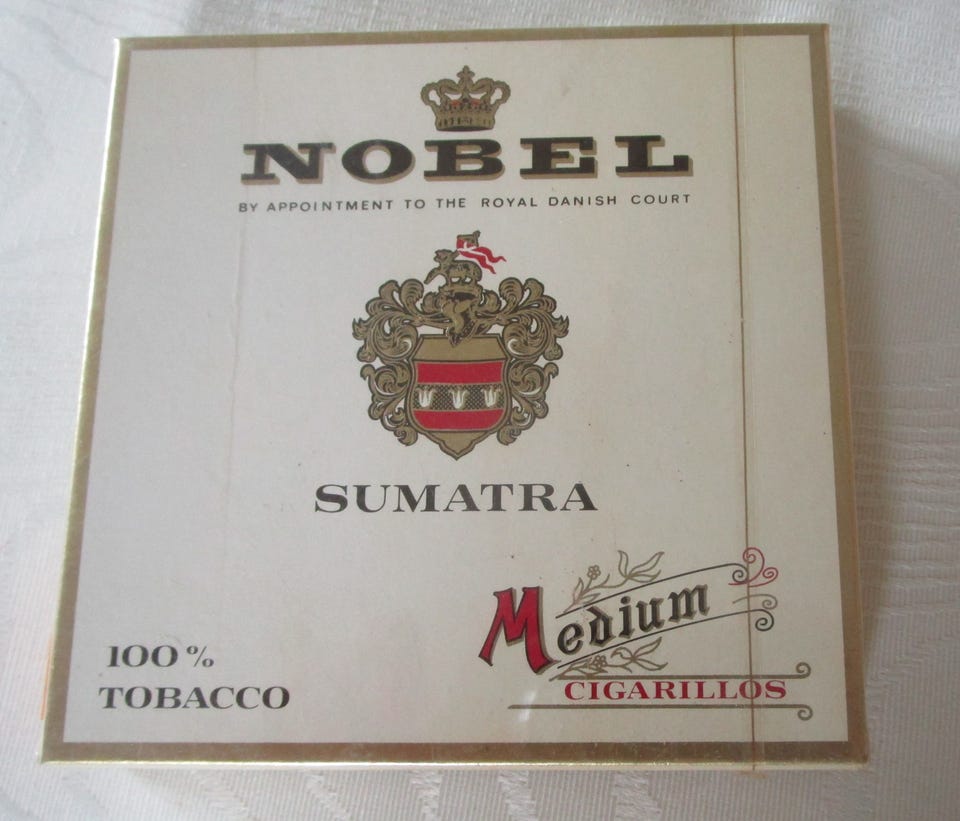 NOBEL
BY APPOINTMENT TO THE ROYAL DANISH COURT
SUMATRA
Medium
CIGARILLOS
100 %
TOBACCO